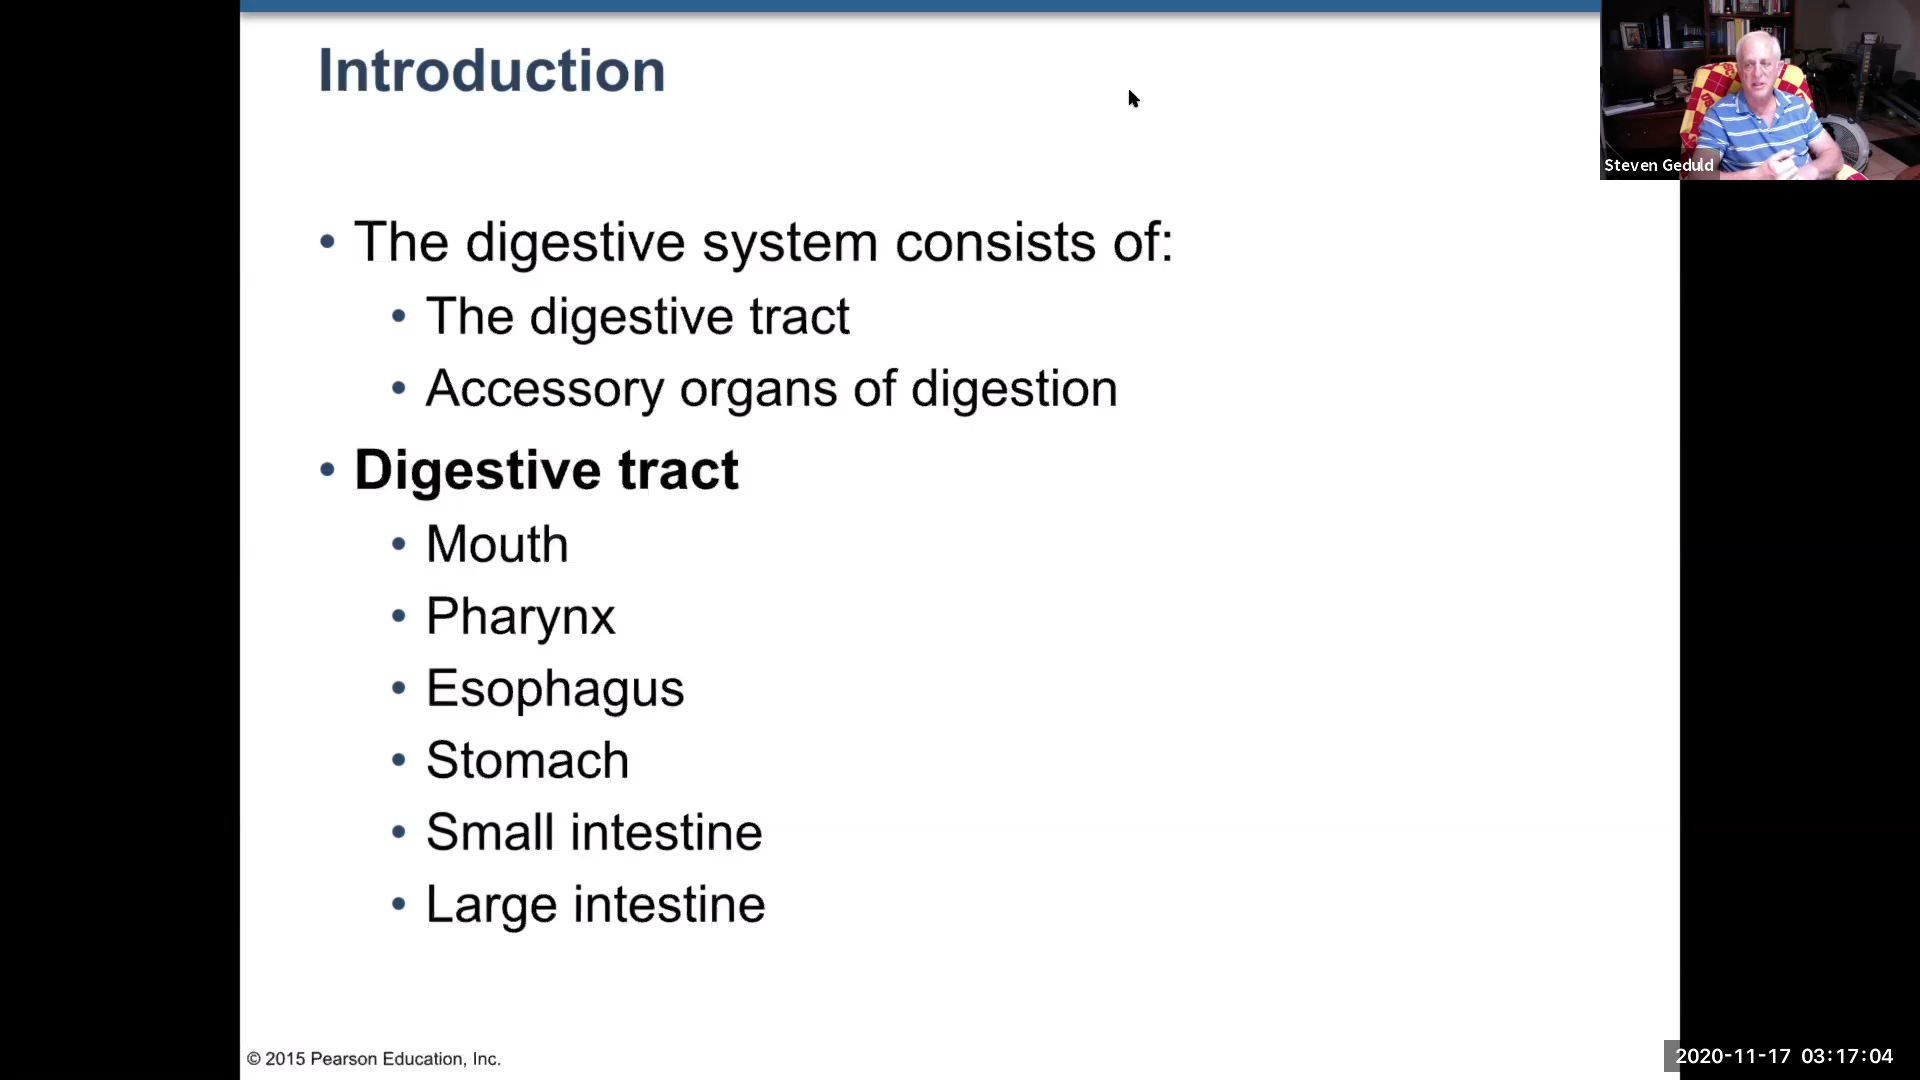 Introduction
Steven Geduld
• The digestive system consists of:
• The digestive tract
• Accessory organs of digestion
• Digestive tract
• Mouth
• Pharynx
• Esophagus
• Stomach
• Small intestine
• Large intestine
© 2015 Pearson Education, Inc.
2020-11-17 03:17:04